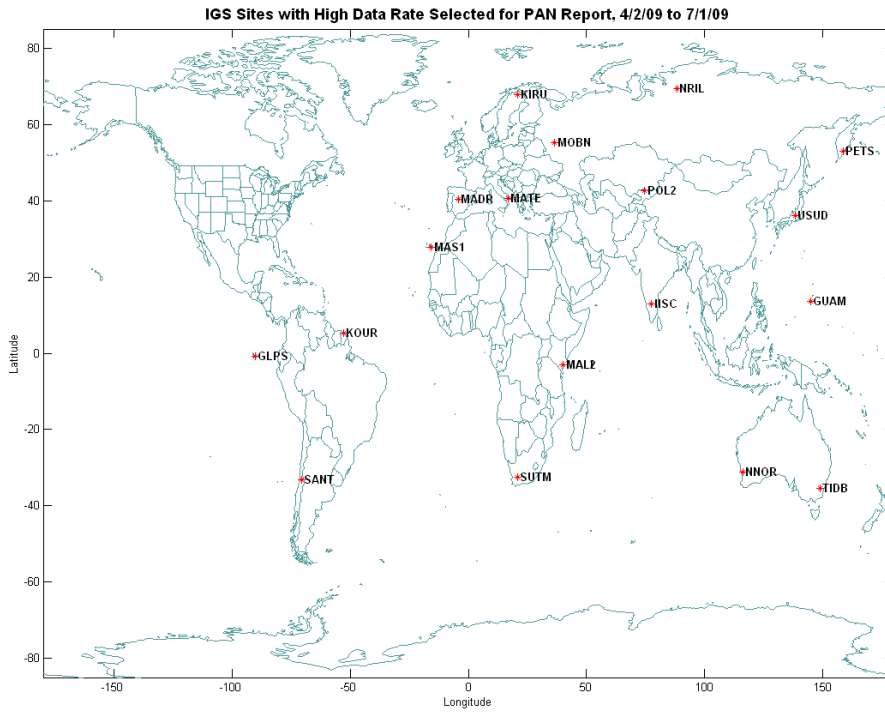 IGS Sites with High Data Rate Selected for PAN Report, 4/2/09 to 7/1/09
80
60
40
20
0
-20
-40
-60
-80
Latitude
KIRU
NRIL
MOBN
PETS
POL2
MADR
MATE
USUD
MAS1
IISC
GUAM
KOUR
GLPS
SANT
SUTM
NNOR
TIDB
-150
-100
-50
0
50
100
150
Longitude